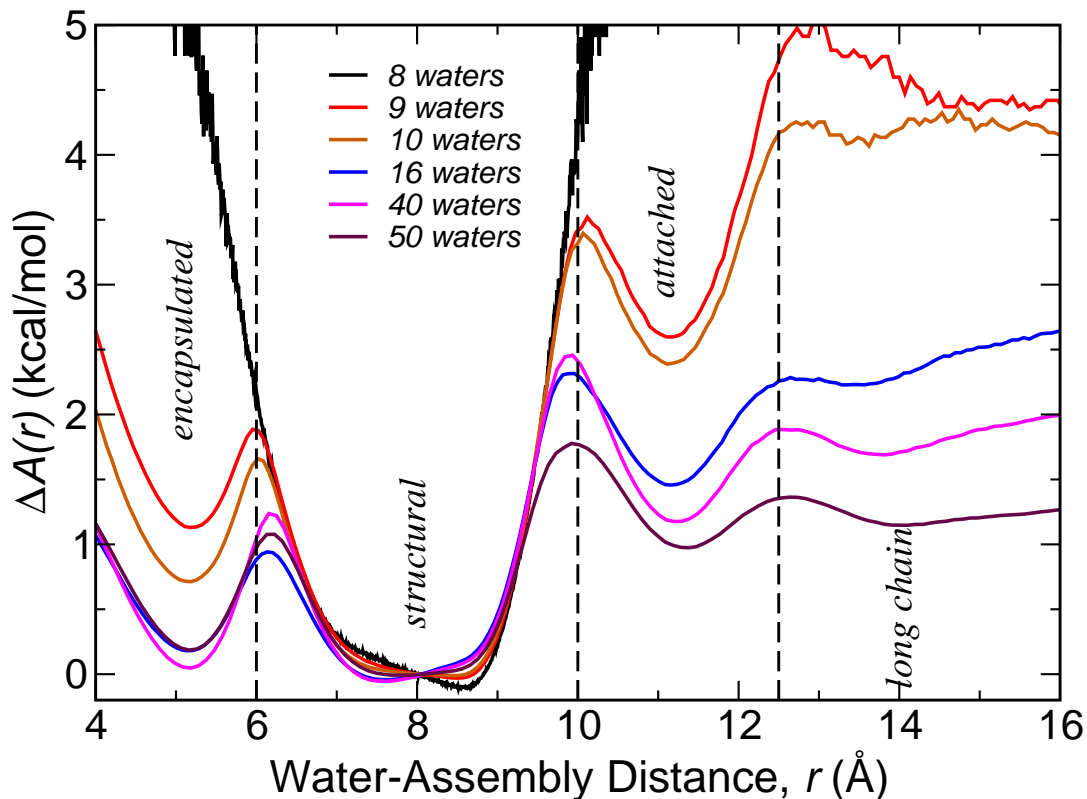 5
4
3
2
1
0
ΔA(r) (kcal/mol)
8 waters
9 waters
10 waters
16 waters
40 waters
50 waters
encapsulated
structural
attached
long chain
4 6 8 10 12 14 16
Water-Assembly Distance, r (Å)